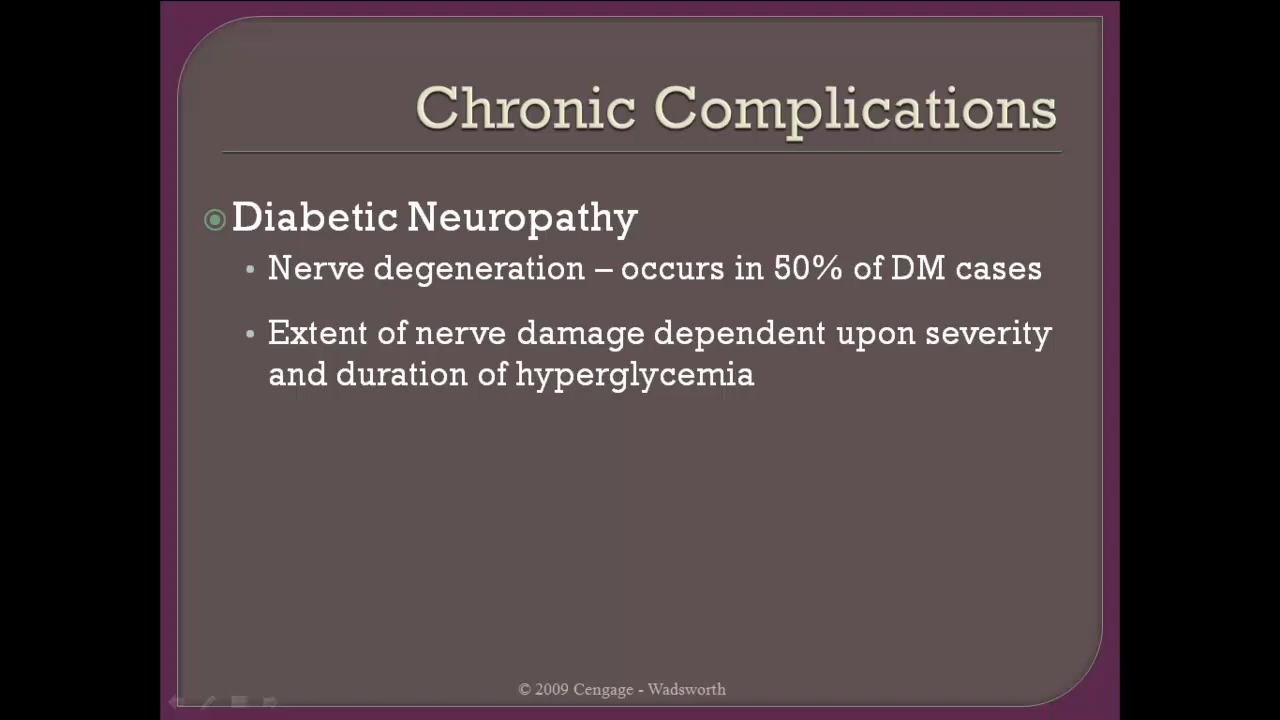 Chronic Complications
Diabetic Neuropathy
Nerve degeneration – occurs in 50% of DM cases
Extent of nerve damage dependent upon severity
and duration of hyperglycemia
© 2009 Cengage - Wadsworth